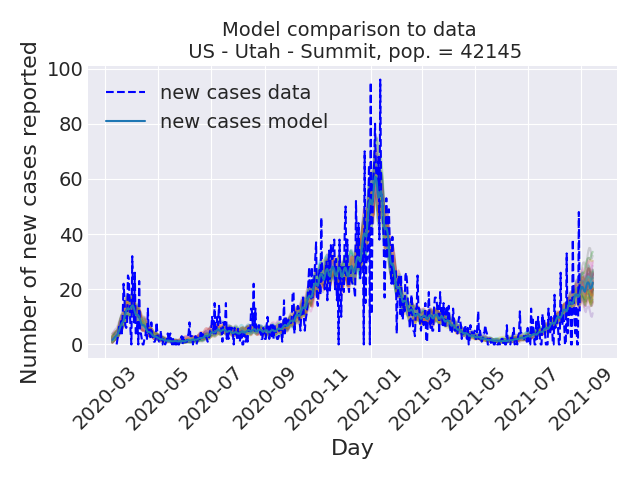 Model comparison to data
US - Utah - Summit, pop. = 42145
Number of new cases reported
100
80
60
40
20
0
new cases data
new cases model
2020-03
2020-05
2020-07
2020-09
2020-11
2021-01
2021-03
2021-05
2021-07
2021-09
Day